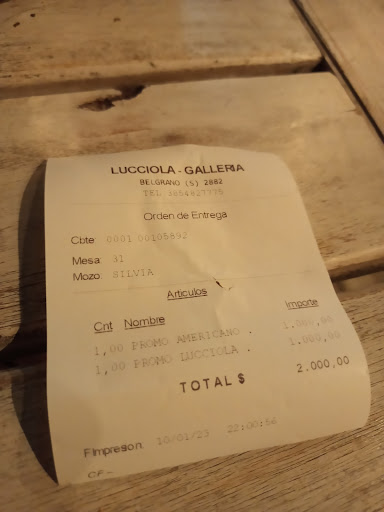 LUCCIOLA - GALLERIA
BELGRANO (S) 2882
Orden de Entrega
Cbte: 0001 00105592
Mesa: 31
Mozo: SILVIA
Articulos
Cnt Nombre Importe
1,00 PROMO AMERICANO . 1.000,00
1,00 PROMO LUCCIOLA . 1.000,00
TOTAL $ 2.000,00
F.Impresion: 10/01/23 22:00:56
CF-